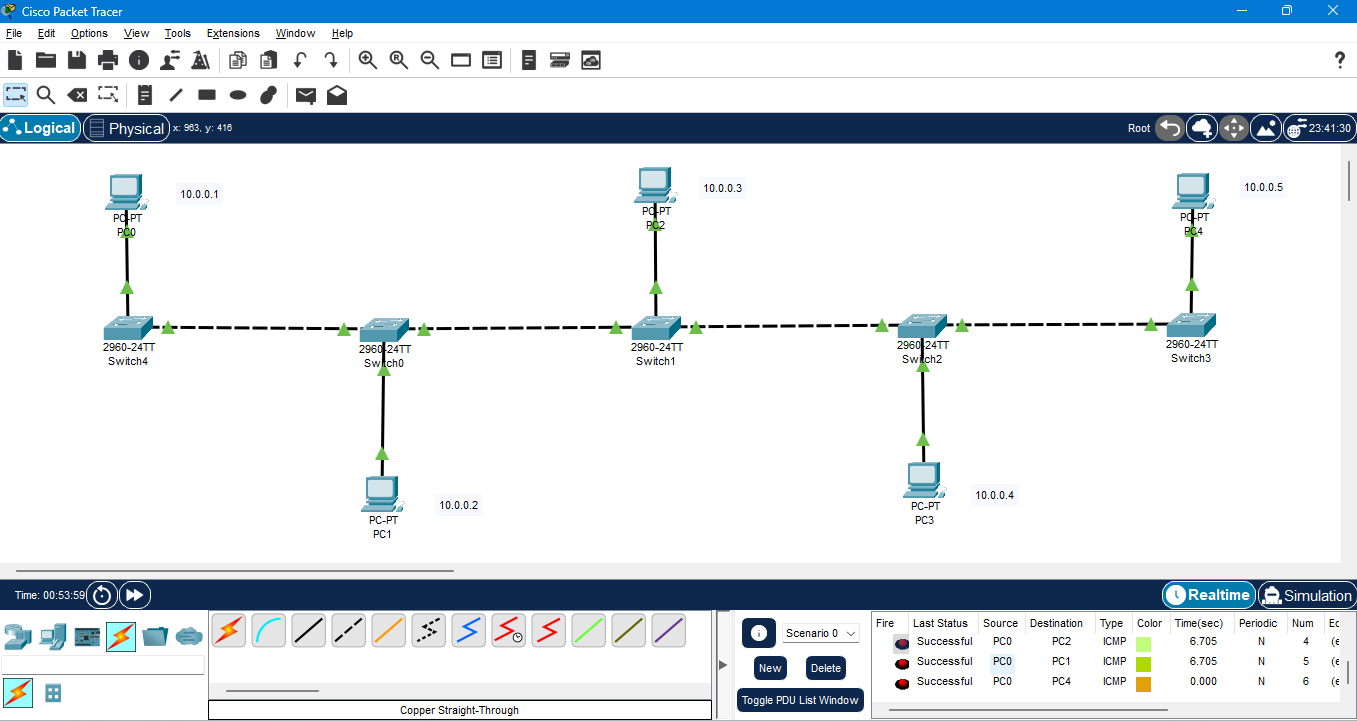 Cisco Packet Tracer
File Edit Options View Tools Extensions Window Help
Logical Physical x: 963, y: 416 Root 23:41:30
PC-PT
PC0
10.0.0.1
PC-PT
PC2
10.0.0.3
PC-PT
PC4
10.0.0.5
2960-24TT
Switch4
2960-24TT
Switch0
2960-24TT
Switch1
2960-24TT
Switch2
2960-24TT
Switch3
PC-PT
PC1
10.0.0.2
PC-PT
PC3
10.0.0.4
Time: 00:53:59 Realtime Simulation
Scenario 0
New Delete
Toggle PDU List Window
Copper Straight-Through
Fire Last Status Source Destination Type Color Time(sec) Periodic Num
Successful PC0 PC2 ICMP 6.705 N 4 (e
Successful PC0 PC1 ICMP 6.705 N 5 (e
Successful PC0 PC4 ICMP 0.000 N 6 (e